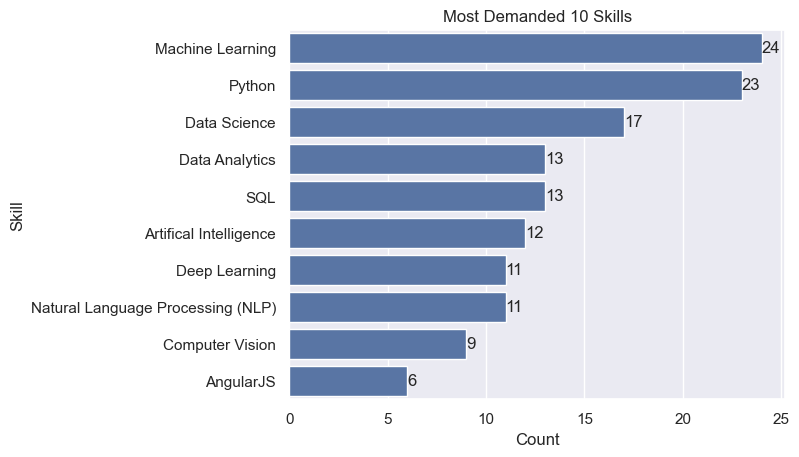 Most Demanded 10 Skills
Machine Learning 24
Python 23
Data Science 17
Data Analytics 13
SQL 13
Artifical Intelligence 12
Deep Learning 11
Natural Language Processing (NLP) 11
Computer Vision 9
AngularJS 6
Skill
0 5 10 15 20 25
Count